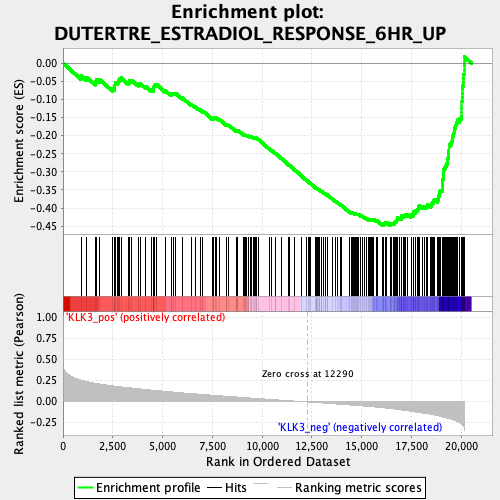 Enrichment plot:
DUTERTRE_ESTRADIOL_RESPONSE_6HR_UP
Enrichment score (ES)
0.00
-0.05
-0.10
-0.15
-0.20
-0.25
-0.30
-0.35
-0.40
-0.45
Ranked list metric (Pearson)
1.00
0.75
0.50
0.25
0.00
-0.25
'KLK3_pos' (positively correlated)
Zero cross at 12290
'KLK3_neg' (negatively correlated)
0 2,500 5,000 7,500 10,000 12,500 15,000 17,500 20,000
Rank in Ordered Dataset
Enrichment profile Hits Ranking metric scores